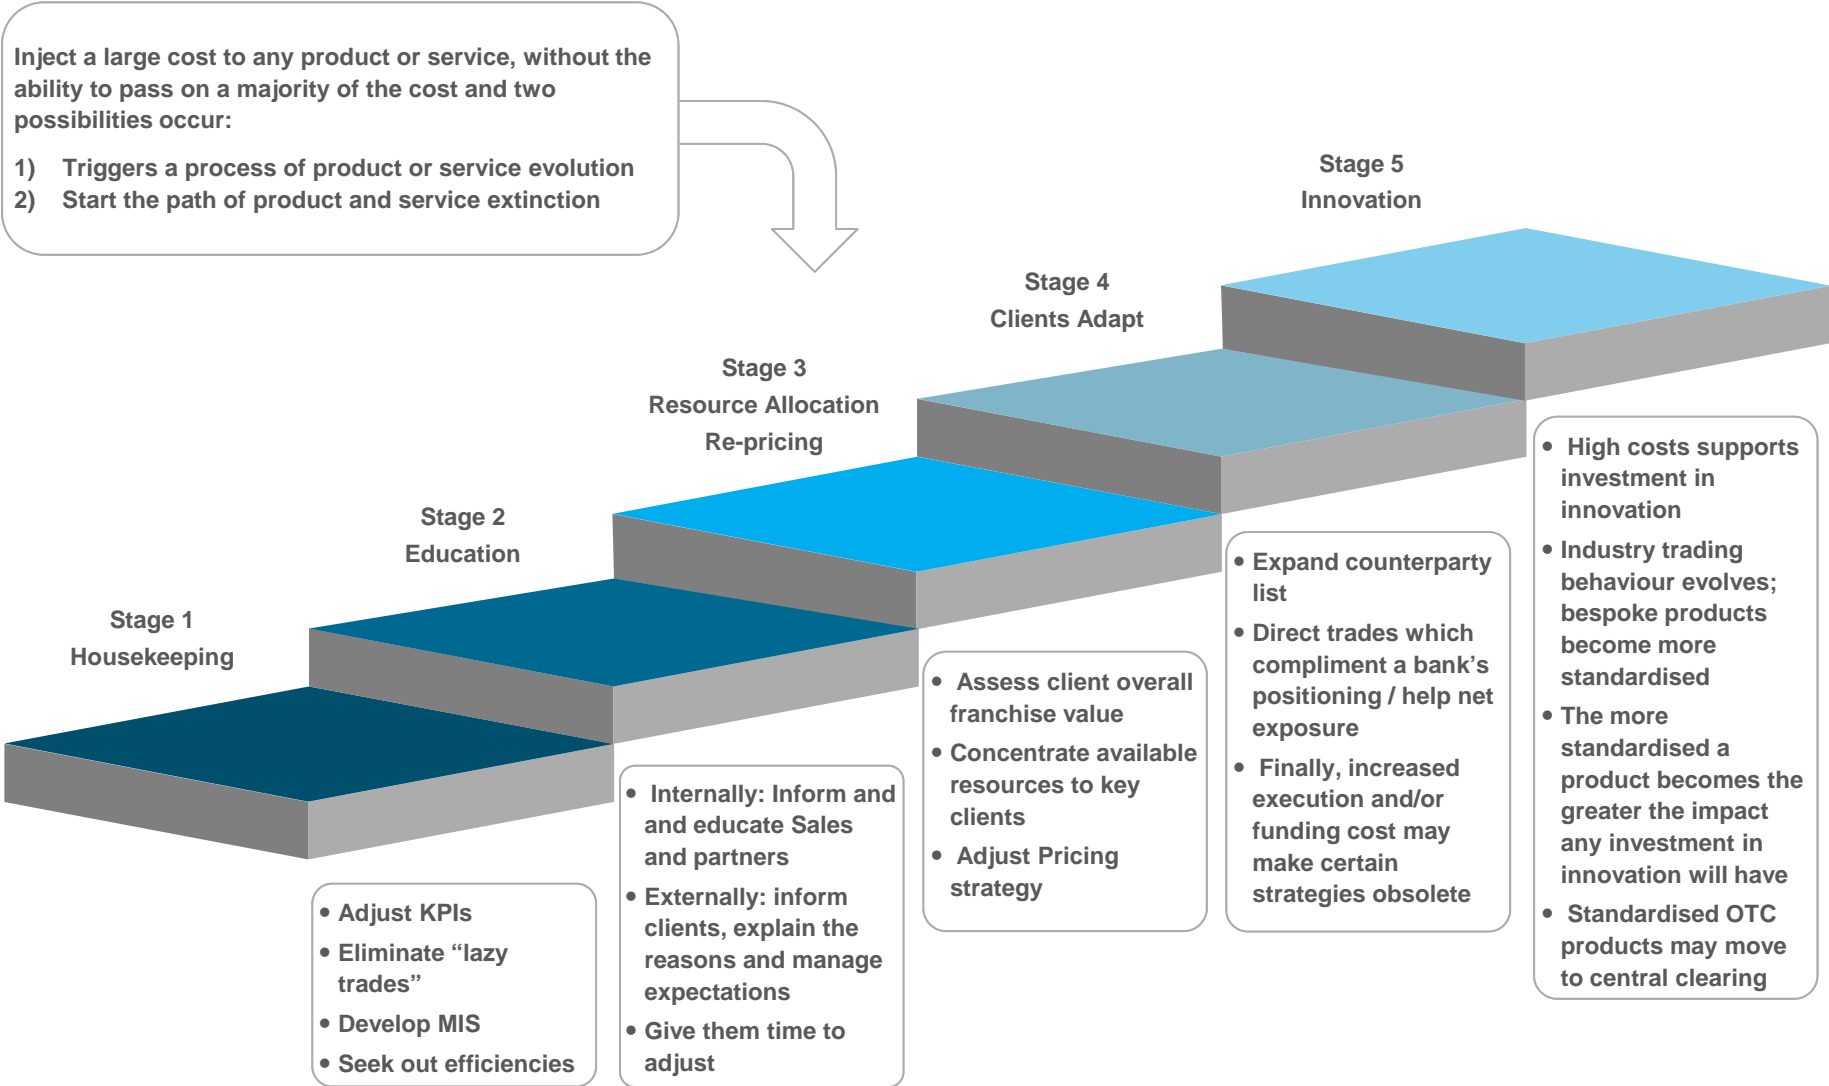 Inject a large cost to any product or service, without the
ability to pass on a majority of the cost and two
possibilities occur:
1) Triggers a process of product or service evolution
2) Start the path of product and service extinction
Stage 1
Housekeeping
• Adjust KPIs
• Eliminate “lazy
trades”
• Develop MIS
• Seek out efficiencies
Stage 2
Education
• Internally: Inform and
and educate Sales
and partners
• Externally: inform
clients, explain the
reasons and manage
expectations
• Give them time to
adjust
Stage 3
Resource Allocation
Re-pricing
• Assess client overall
franchise value
• Concentrate available
resources to key
clients
• Adjust Pricing
strategy
Stage 4
Clients Adapt
• Expand counterparty
list
• Direct trades which
compliment a bank’s
positioning / help net
exposure
• Finally, increased
execution and/or
funding cost may
make certain
strategies obsolete
Stage 5
Innovation
• High costs supports
investment in
innovation
• Industry trading
behaviour evolves;
bespoke products
become more
standardised
• The more
standardised a
product becomes the
greater the impact
any investment in
innovation will have
• Standardised OTC
products may move
to central clearing